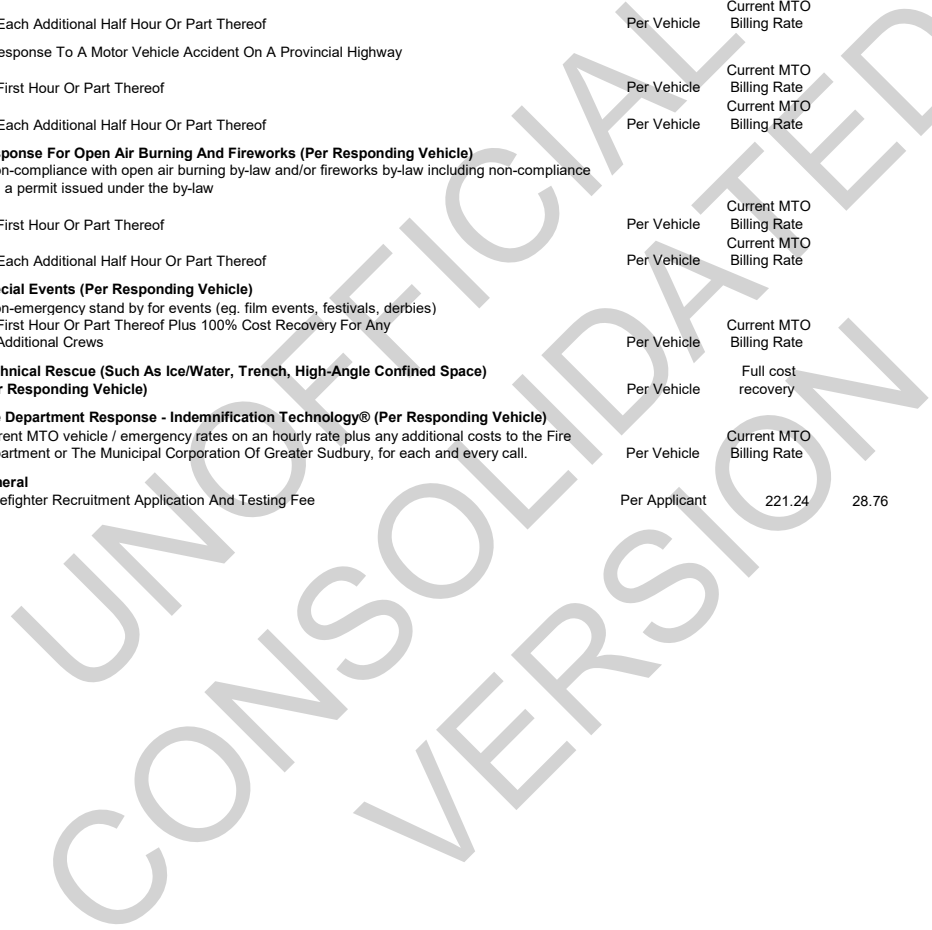 Current MTO
Each Additional Half Hour Or Part Thereof Per Vehicle Billing Rate
esponse To A Motor Vehicle Accident On A Provincial Highway
Current MTO
First Hour Or Part Thereof Per Vehicle Billing Rate
Current MTO
Each Additional Half Hour Or Part Thereof Per Vehicle Billing Rate
sponse For Open Air Burning And Fireworks (Per Responding Vehicle)
on-compliance with open air burning by-law and/or fireworks by-law including non-compliance
a permit issued under the by-law
Current MTO
First Hour Or Part Thereof Per Vehicle Billing Rate
Current MTO
Each Additional Half Hour Or Part Thereof Per Vehicle Billing Rate
cial Events (Per Responding Vehicle)
on-emergency stand by for events (eg. film events, festivals, derbies)
First Hour Or Part Thereof Plus 100% Cost Recovery For Any Current MTO
Additional Crews Per Vehicle Billing Rate
hnical Rescue (Such As Ice/Water, Trench, High-Angle Confined Space) Full cost
r Responding Vehicle) Per Vehicle recovery
e Department Response - Indemnification Technology® (Per Responding Vehicle)
rent MTO vehicle / emergency rates on an hourly rate plus any additional costs to the Fire Current MTO
partment or The Municipal Corporation Of Greater Sudbury, for each and every call. Per Vehicle Billing Rate
neral
efighter Recruitment Application And Testing Fee Per Applicant 221.24 28.76
UNOFFICIAL
CONSOLIDATED
VERSION